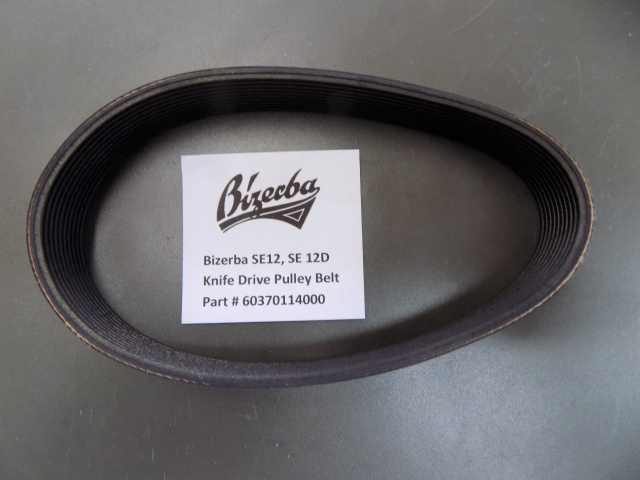 Bizerba
Bizerba SE12, SE 12D
Knife Drive Pulley Belt
Part # 60370114000